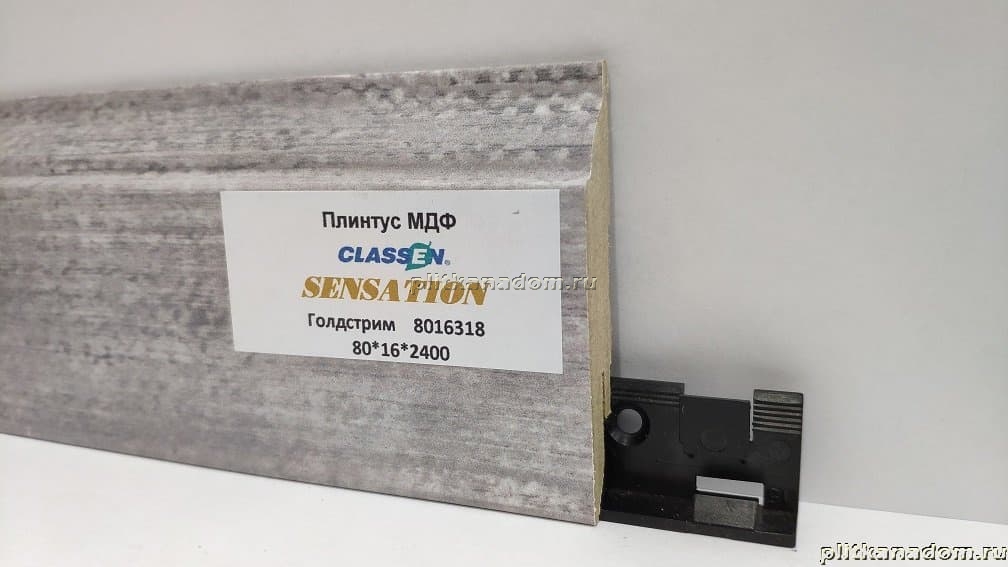 Плинтус МДФ
CLASSEN®
SENSATION
plitkanadom.ru
Голдстрим 8016318
80*16*2400
plitkanadom.ru